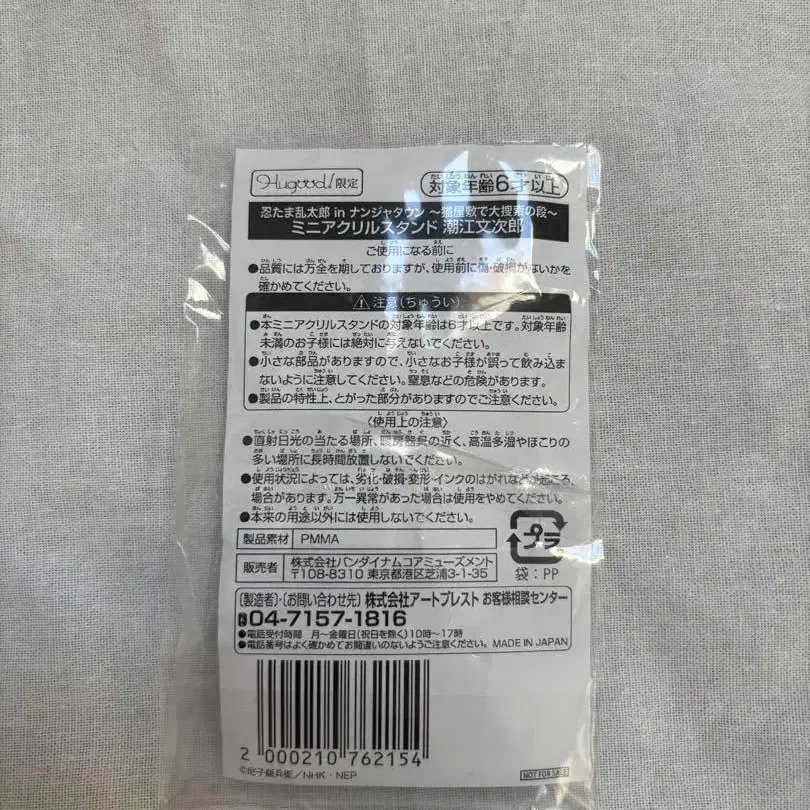 Hugood!限定
対象年齢6才以上
忍たま乱太郎 in ナンジャタウン ～猫屋敷で大捜索の段～
ミニアクリルスタンド 潮江文次郎
ご使用になる前に
●品質には万全を期しておりますが、使用前に傷・破損がないかを
確かめてください。
⚠注意(ちゅうい)
●本ミニアクリルスタンドの対象年齢は6才以上です。対象年齢
未満のお子様には絶対に与えないでください。
●小さな部品がありますので、小さなお子様が誤って飲み込ま
ないように注意してください。窒息などの危険があります。
●製品の特性上、とがった部分がありますのでご注意ください。
〈使用上の注意〉
●直射日光の当たる場所、暖房器具の近く、高温多湿やほこりの
多い場所に長時間放置しないでください。
●使用状況によっては、劣化・破損・変形・インクのはがれなどが起こる
場合があります。万一異常があった場合は使用をやめてください。
●本来の用途以外には使用しないでください。
製品素材 PMMA
販売者 株式会社バンダイナムコアミューズメント
〒108-8310 東京都港区芝浦3-1-35
プラ
袋：PP
〔製造者〕・〔お問い合わせ先〕 株式会社アートプレスト お客様相談センター
04-7157-1816
●電話受付時間 月～金曜日(祝日を除く)10時～17時
●電話番号はよく確かめてお間違いのないようご注意ください。 MADE IN JAPAN
2 000210 762154
©尼子騒兵衛/NHK・NEP
NOT FOR SALE